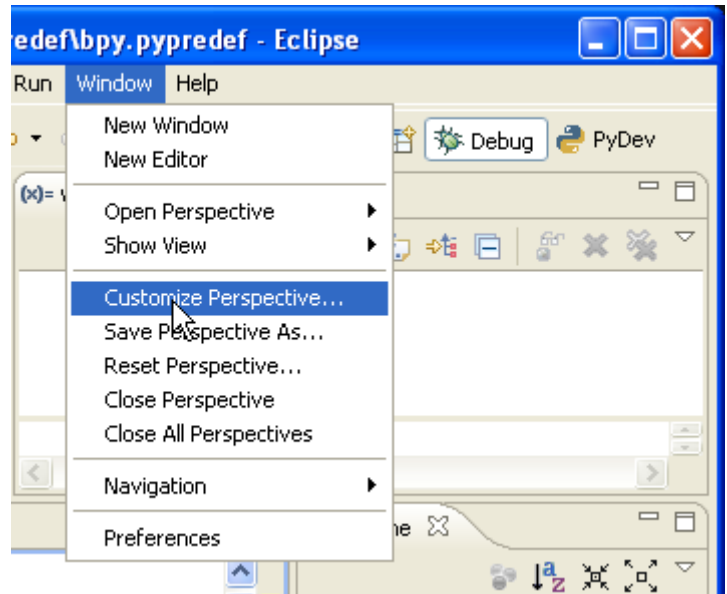 edef\bpy.pypredef - Eclipse
Run Window Help
New Window
New Editor
Debug PyDev
(x)=
Open Perspective
Show View
Customize Perspective...
Save Perspective As...
Reset Perspective...
Close Perspective
Close All Perspectives
Navigation
Preferences
ne
a
z